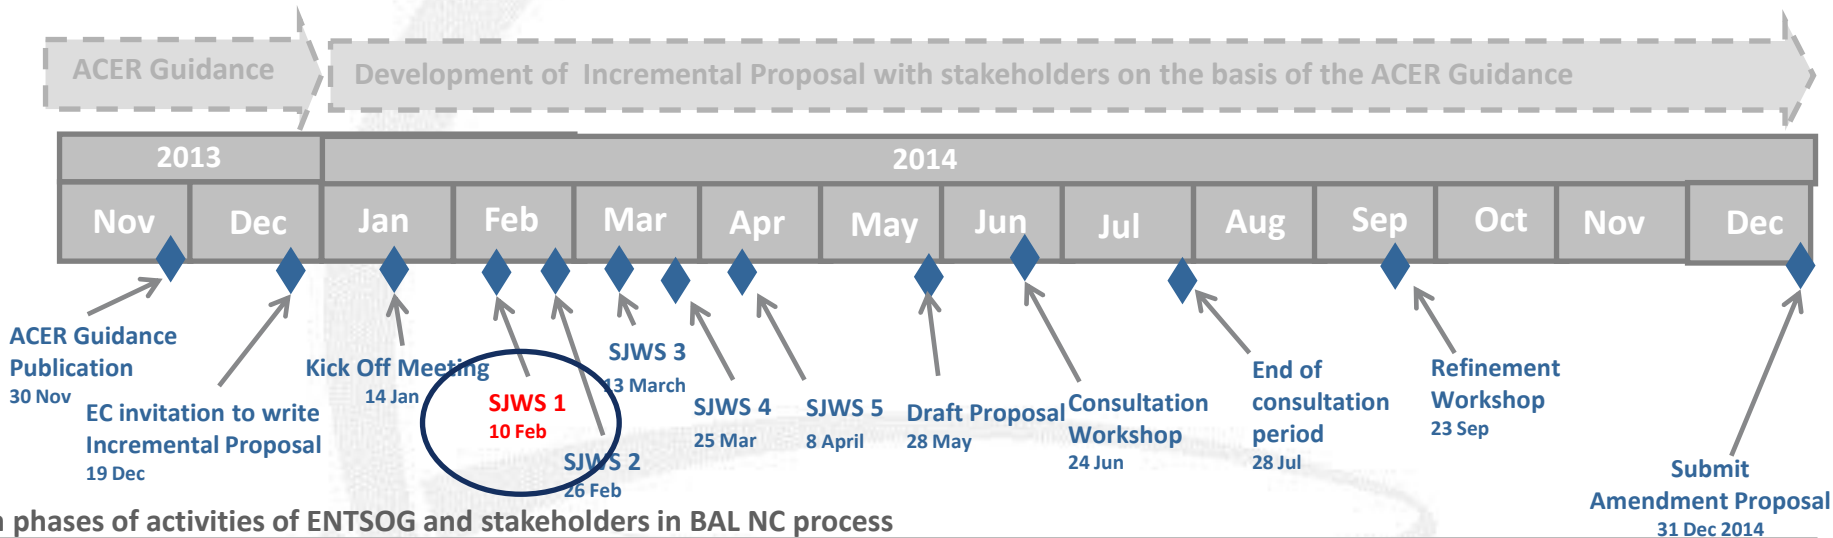 ACER Guidance
Development of Incremental Proposal with stakeholders on the basis of the ACER Guidance
2013
2014
Nov
Dec
Jan
Feb
Mar
Apr
May
Jun
Jul
Aug
Sep
Oct
Nov
Dec
ACER Guidance
Publication
30 Nov
EC invitation to write
Incremental Proposal
19 Dec
Kick Off Meeting
14 Jan
SJWS 1
10 Feb
SJWS 2
26 Feb
SJWS 3
13 March
SJWS 4
25 Mar
SJWS 5
8 April
Draft Proposal
28 May
Consultation
Workshop
24 Jun
End of
consultation
period
28 Jul
Refinement
Workshop
23 Sep
Submit
Amendment Proposal
31 Dec 2014
phases of activities of ENTSOG and stakeholders in BAL NC process